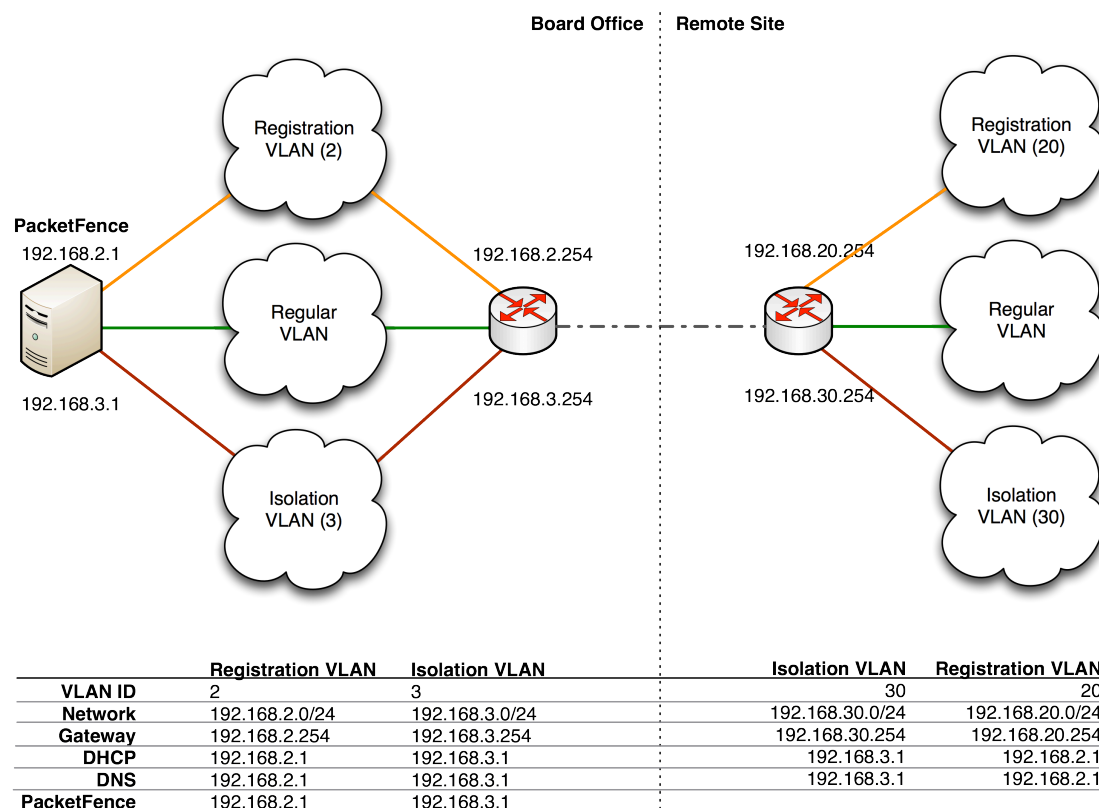 Board Office
Remote Site
Registration
VLAN (2)
Registration
VLAN (20)
PacketFence
192.168.2.1
192.168.2.254
192.168.20.254
Regular
VLAN
Regular
VLAN
192.168.3.1
192.168.3.254
192.168.30.254
Isolation
VLAN (3)
Isolation
VLAN (30)
Registration VLAN Isolation VLAN Isolation VLAN Registration VLAN
VLAN ID 2 3 30 20
Network 192.168.2.0/24 192.168.3.0/24 192.168.30.0/24 192.168.20.0/24
Gateway 192.168.2.254 192.168.3.254 192.168.30.254 192.168.20.254
DHCP 192.168.2.1 192.168.3.1 192.168.3.1 192.168.2.1
DNS 192.168.2.1 192.168.3.1 192.168.3.1 192.168.2.1
PacketFence 192.168.2.1 192.168.3.1